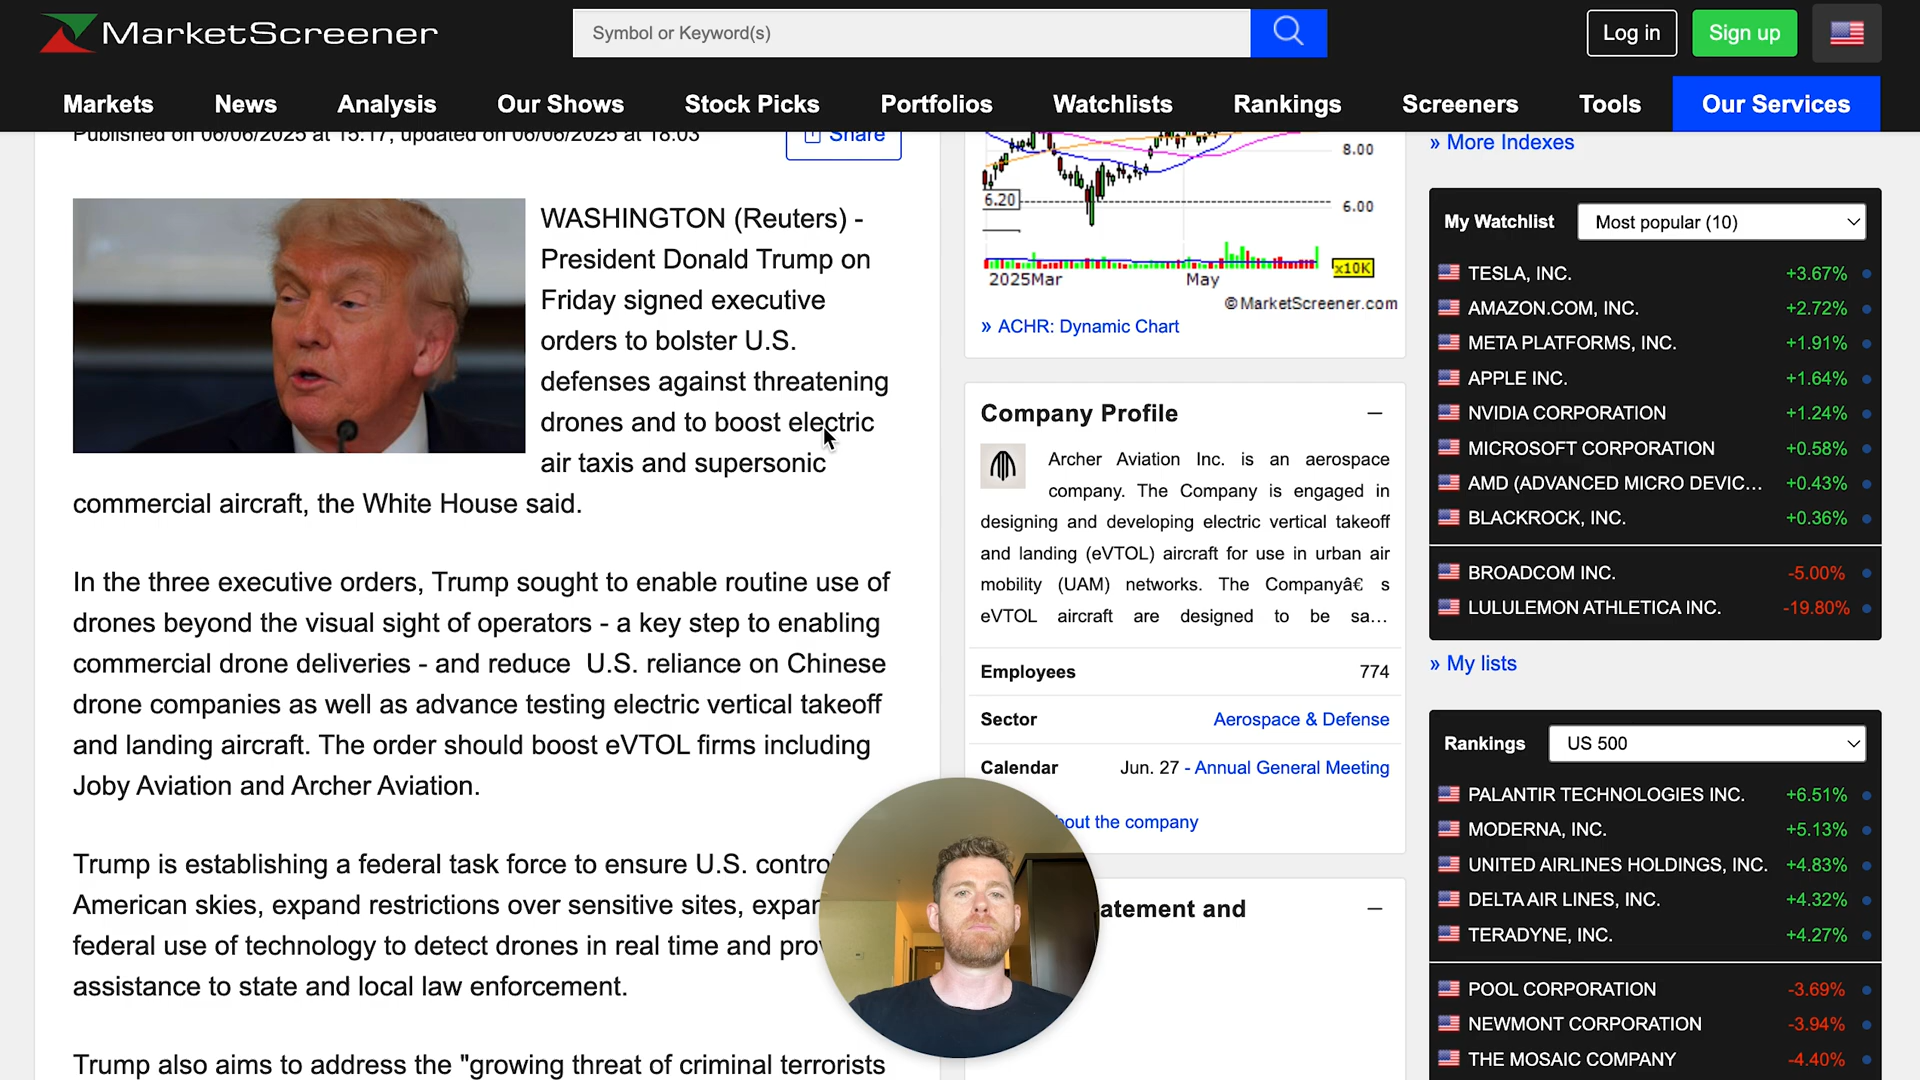 MarketScreener
Symbol or Keyword(s)
Log in
Sign up
Markets
News
Analysis
Our Shows
Stock Picks
Portfolios
Watchlists
Rankings
Screeners
Tools
Our Services
Published on 06/06/2025 at 15:17, updated on 06/06/2025 at 18:03
Share
WASHINGTON (Reuters) -
President Donald Trump on
Friday signed executive
orders to bolster U.S.
defenses against threatening
drones and to boost electric
air taxis and supersonic
commercial aircraft, the White House said.
In the three executive orders, Trump sought to enable routine use of
drones beyond the visual sight of operators - a key step to enabling
commercial drone deliveries - and reduce  U.S. reliance on Chinese
drone companies as well as advance testing electric vertical takeoff
and landing aircraft. The order should boost eVTOL firms including
Joby Aviation and Archer Aviation.
Trump is establishing a federal task force to ensure U.S.
American skies, expand restrictions over sensitive sites,
federal use of technology to detect drones in real time and
assistance to state and local law enforcement.
Trump also aims to address the "growing threat of criminal terrorists
8.00
6.20
6.00
x10K
2025Mar
May
©MarketScreener.com
» ACHR: Dynamic Chart
Company Profile
Archer Aviation Inc. is an aerospace
company. The Company is engaged in
designing and developing electric vertical takeoff
and landing (eVTOL) aircraft for use in urban air
mobility (UAM) networks. The Companyâ€ s
eVTOL aircraft are designed to be sa...
Employees
774
Sector
Aerospace & Defense
Calendar
Jun. 27 - Annual General Meeting
the company
and
» More Indexes
My Watchlist
Most popular (10)
TESLA, INC. +3.67%
AMAZON.COM, INC. +2.72%
META PLATFORMS, INC. +1.91%
APPLE INC. +1.64%
NVIDIA CORPORATION +1.24%
MICROSOFT CORPORATION +0.58%
AMD (ADVANCED MICRO DEVIC... +0.43%
BLACKROCK, INC. +0.36%
BROADCOM INC. -5.00%
LULULEMON ATHLETICA INC. -19.80%
» My lists
Rankings
US 500
PALANTIR TECHNOLOGIES INC. +6.51%
MODERNA, INC. +5.13%
UNITED AIRLINES HOLDINGS, INC. +4.83%
DELTA AIR LINES, INC. +4.32%
TERADYNE, INC. +4.27%
POOL CORPORATION -3.69%
NEWMONT CORPORATION -3.94%
THE MOSAIC COMPANY -4.40%